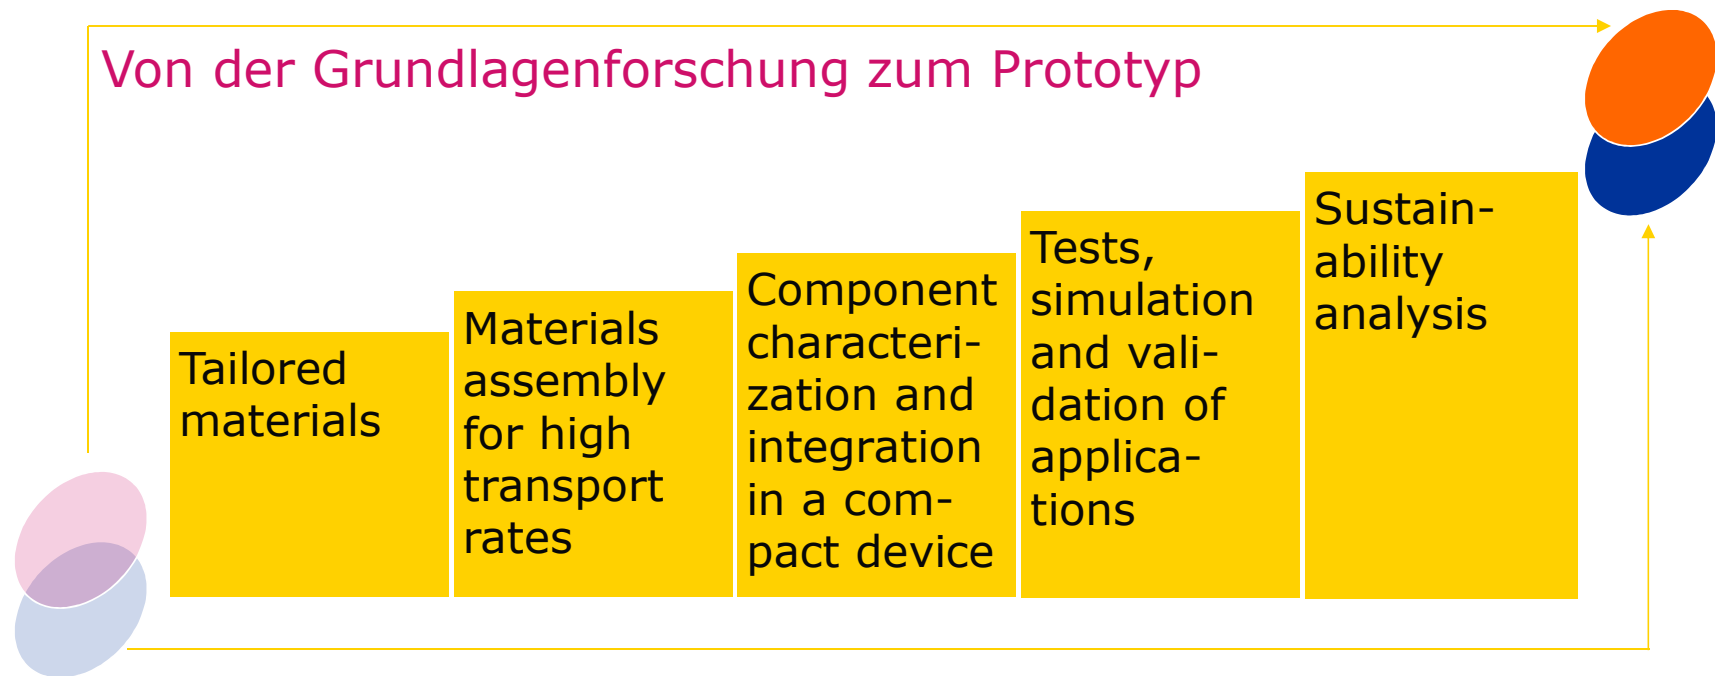 Von der Grundlagenforschung zum Prototyp
Tailored
materials
Materials
assembly
for high
transport
rates
Component
characteri-
zation and
integration
in a com-
pact device
Tests,
simulation
and vali-
dation of
applica-
tions
Sustain-
ability
analysis